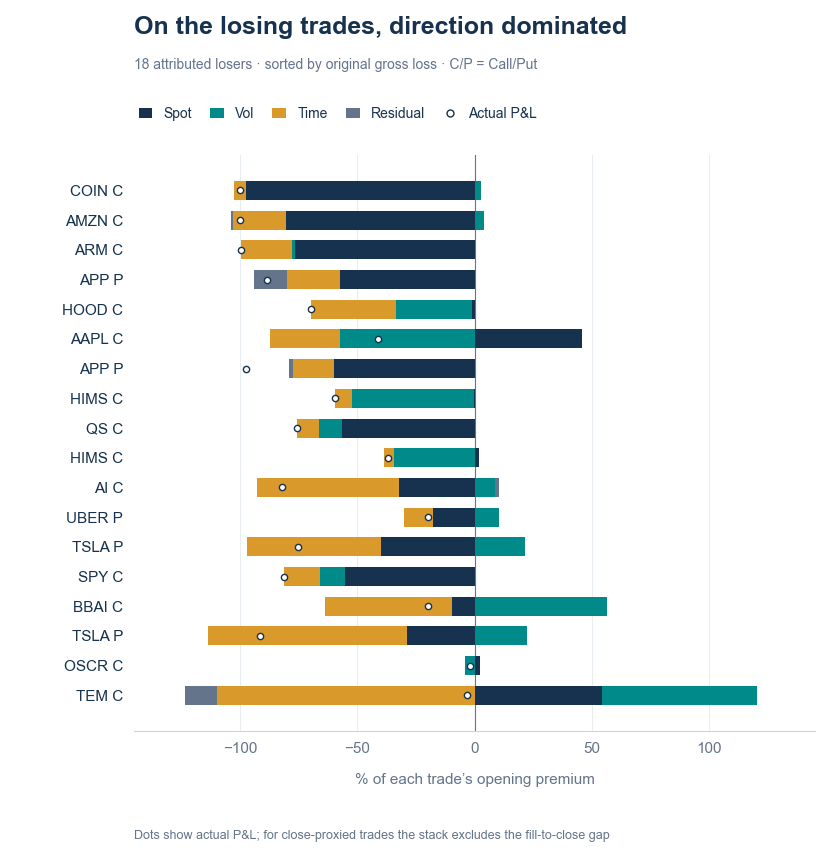 On the losing trades, direction dominated
18 attributed losers · sorted by original gross loss · C/P = Call/Put
Spot Vol Time Residual Actual P&L
COIN C
AMZN C
ARM C
APP P
HOOD C
AAPL C
APP P
HIMS C
QS C
HIMS C
AI C
UBER P
TSLA P
SPY C
BBAI C
TSLA P
OSCR C
TEM C
−100 −50 0 50 100
% of each trade’s opening premium
Dots show actual P&L; for close-proxied trades the stack excludes the fill-to-close gap